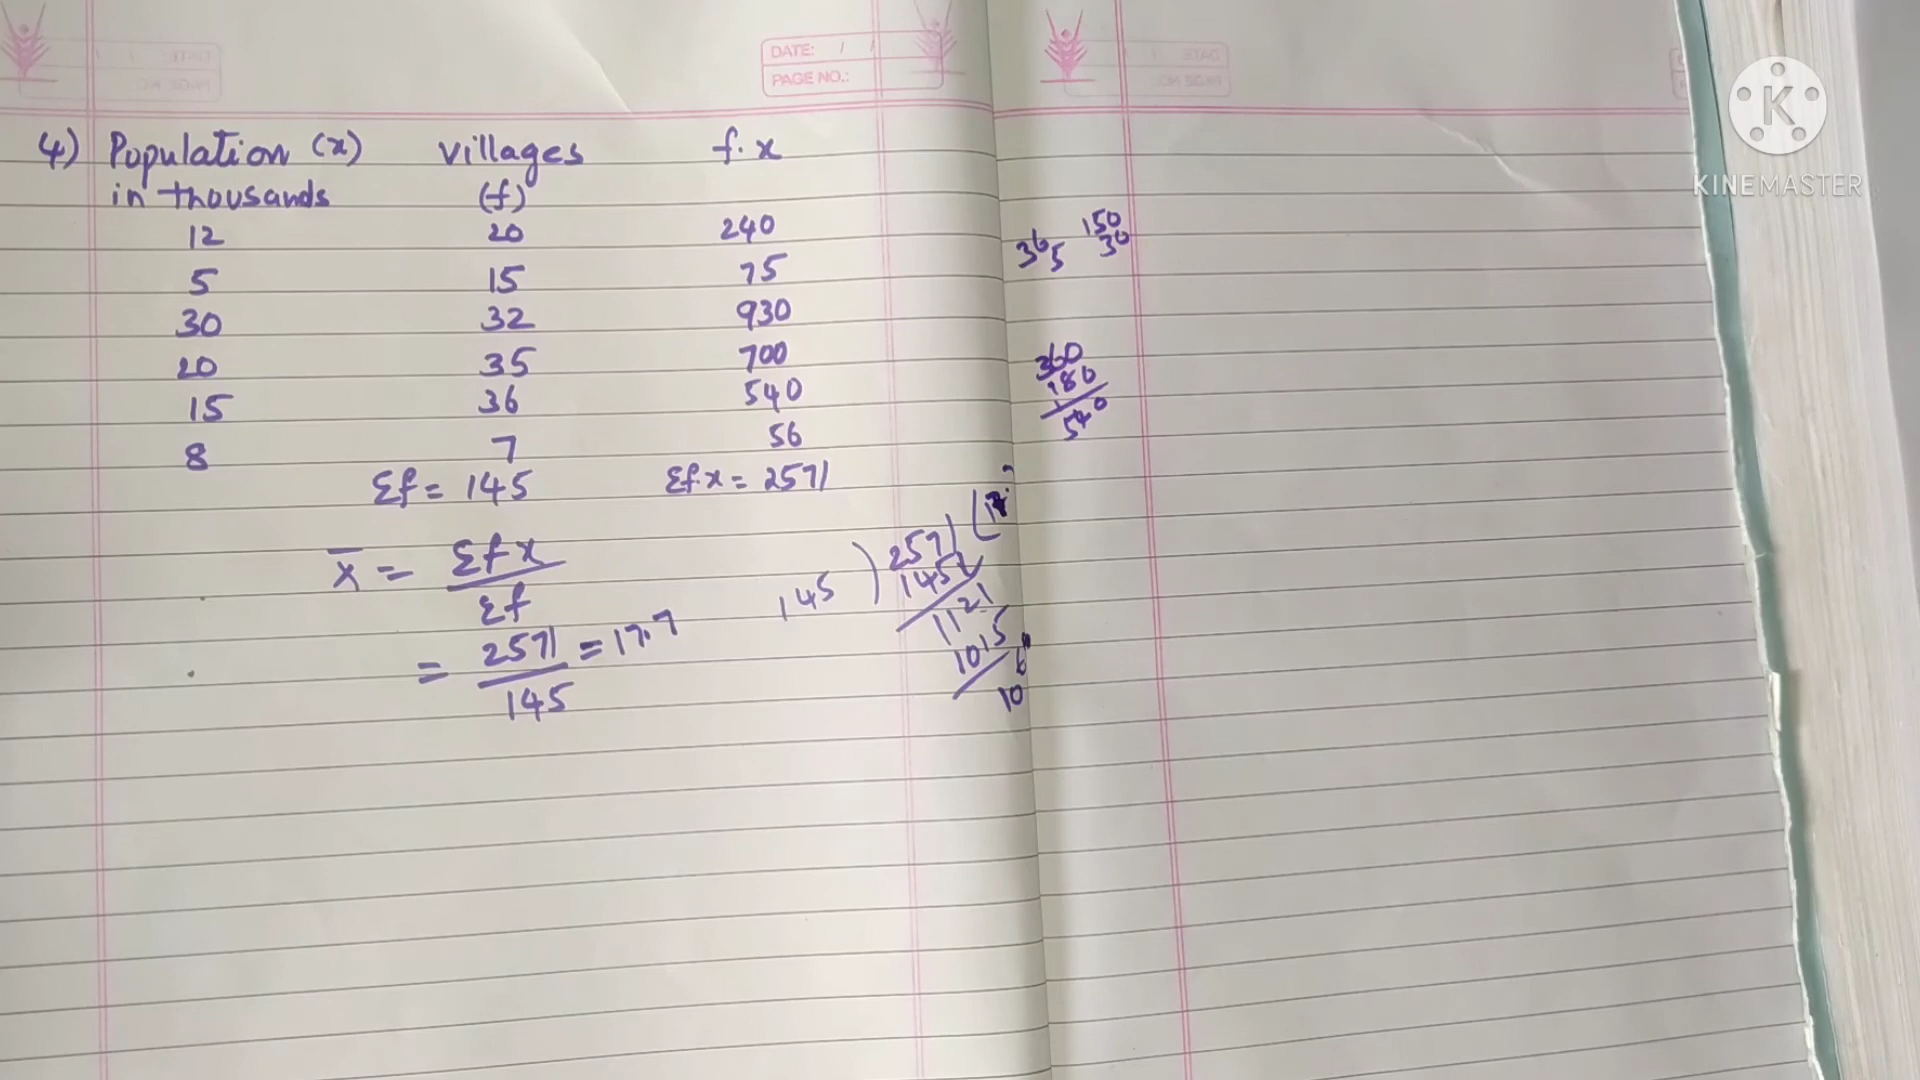 DATE: / /
PAGE NO.:
KINEMASTER
4) Population (x) villages f.x
in thousands (f)
12 20 240
5 15 75
30 32 930
20 35 700
15 36 540
8 7 56
Σf = 145 Σf.x = 2571
x̄ = Σfx / Σf
= 2571 / 145 = 17.7
145 ) 2571 (
145
1121
1015
10
365
150
30
360
180
540